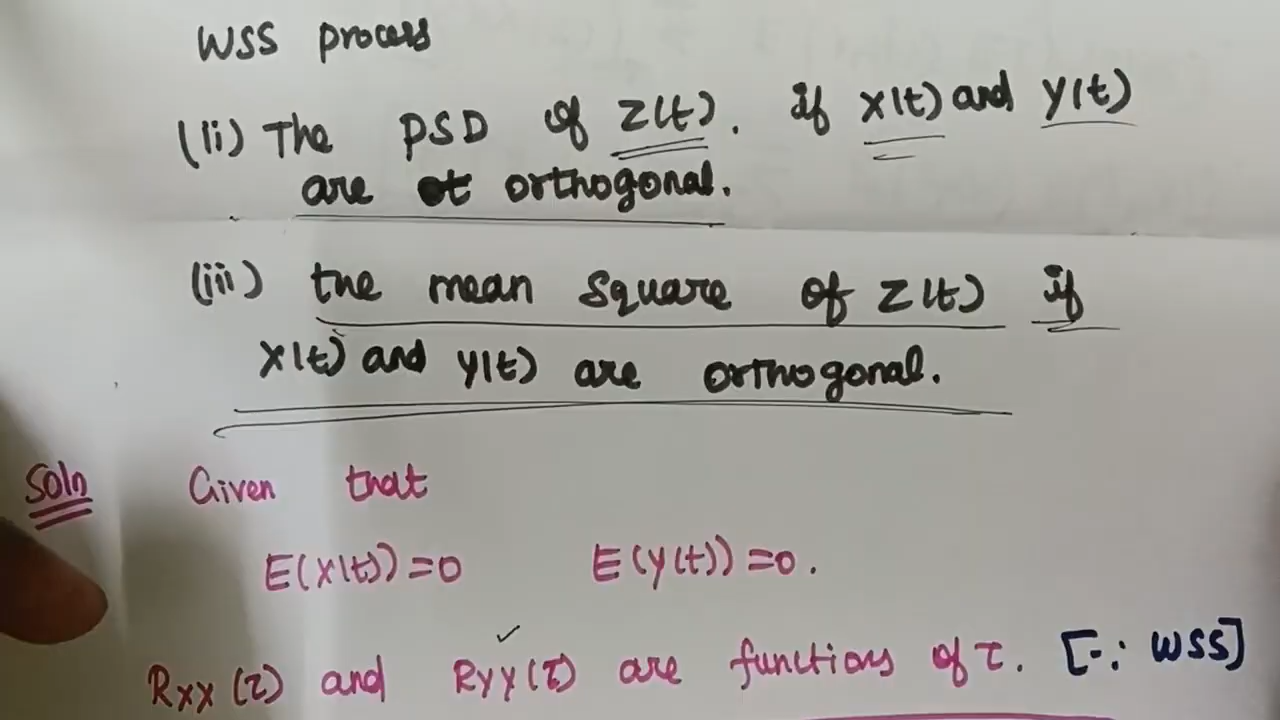 WSS process
(ii) The PSD of Z(t). if X(t) and Y(t)
are orthogonal.
(iii) the mean square of Z(t) if
X(t) and Y(t) are orthogonal.
Soln Given that
E(X(t))=0 E(Y(t))=0.
RXX(τ) and RYY(τ) are functions of τ. [∵ WSS]